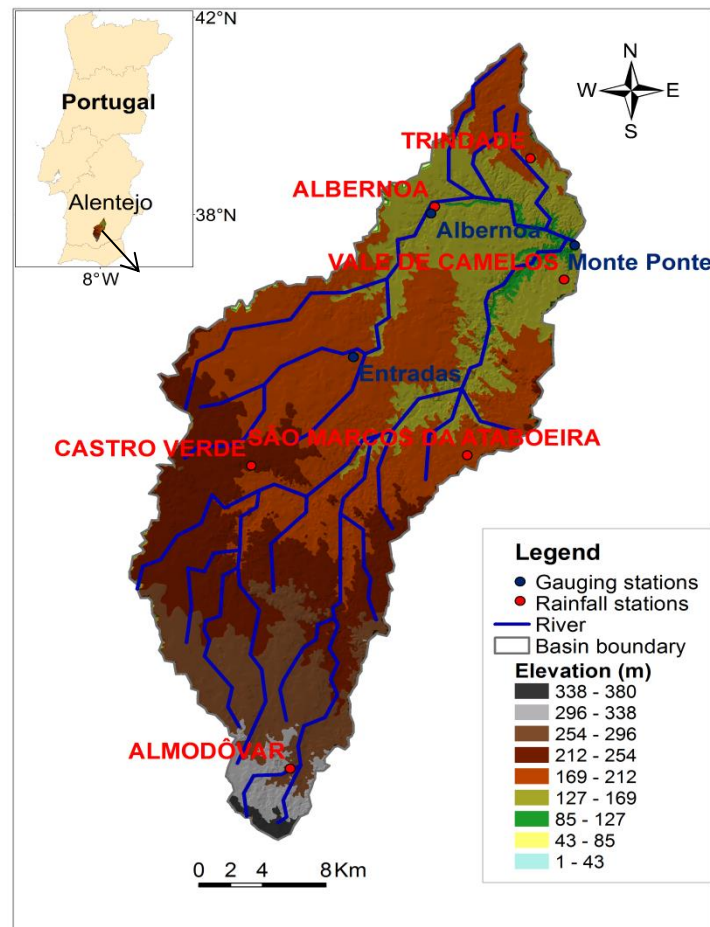 42°N
Portugal
Alentejo
38°N
8°W
N
W E
S
TRINDADE
ALBERNOA
Albernoa
VALE DE CAMELOS
Monte Ponte
Entradas
SÃO MARCOS DA ATABOEIRA
CASTRO VERDE
ALMODÔVAR
0 2 4 8 Km
Legend
Gauging stations
Rainfall stations
River
Basin boundary
Elevation (m)
338 - 380
296 - 338
254 - 296
212 - 254
169 - 212
127 - 169
85 - 127
43 - 85
1 - 43